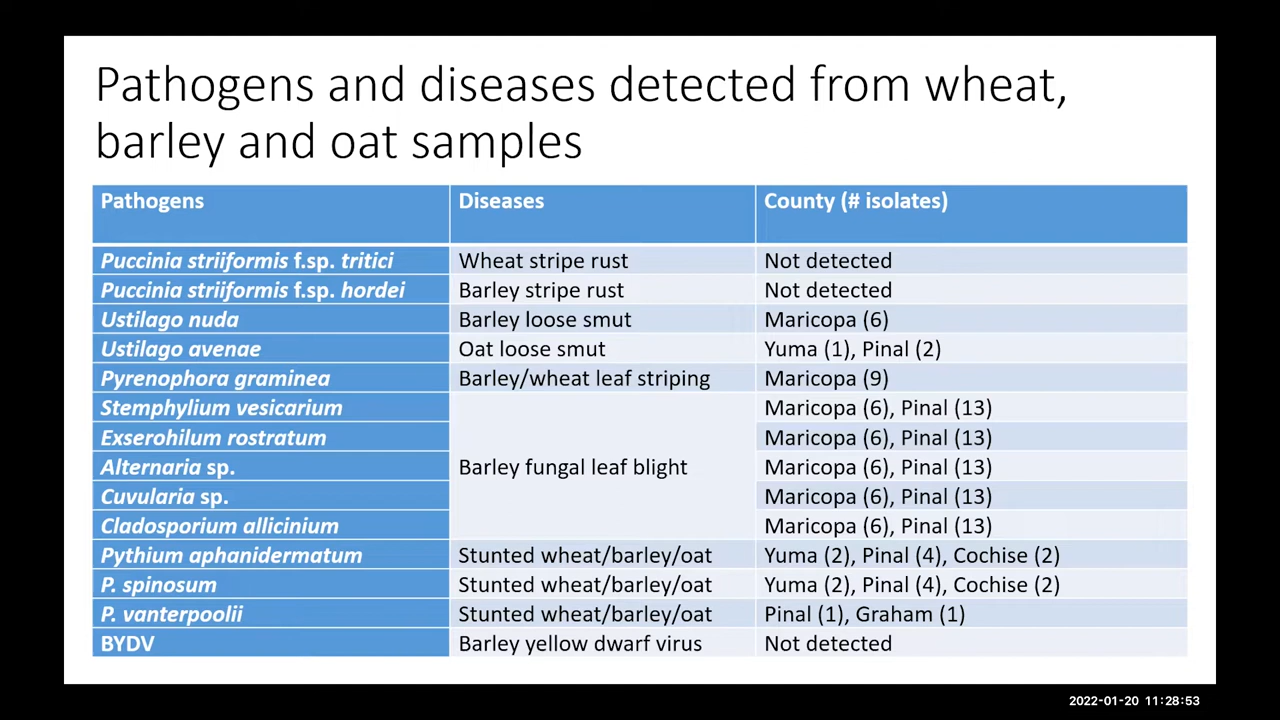 Pathogens and diseases detected from wheat,
barley and oat samples
Pathogens Diseases County (# isolates)
Puccinia striiformis f.sp. tritici Wheat stripe rust Not detected
Puccinia striiformis f.sp. hordei Barley stripe rust Not detected
Ustilago nuda Barley loose smut Maricopa (6)
Ustilago avenae Oat loose smut Yuma (1), Pinal (2)
Pyrenophora graminea Barley/wheat leaf striping Maricopa (9)
Stemphylium vesicarium Maricopa (6), Pinal (13)
Exserohilum rostratum Maricopa (6), Pinal (13)
Alternaria sp. Barley fungal leaf blight Maricopa (6), Pinal (13)
Cuvularia sp. Maricopa (6), Pinal (13)
Cladosporium allicinium Maricopa (6), Pinal (13)
Pythium aphanidermatum Stunted wheat/barley/oat Yuma (2), Pinal (4), Cochise (2)
P. spinosum Stunted wheat/barley/oat Yuma (2), Pinal (4), Cochise (2)
P. vanterpoolii Stunted wheat/barley/oat Pinal (1), Graham (1)
BYDV Barley yellow dwarf virus Not detected
2022-01-20 11:28:53